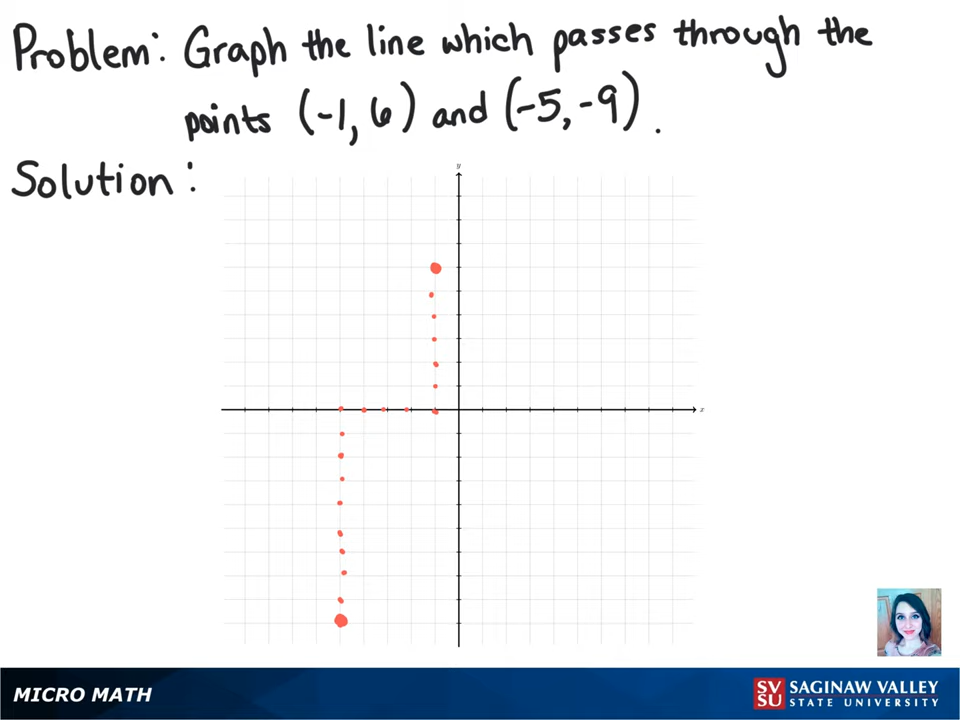 Problem: Graph the line which passes through the
points (-1, 6) and (-5, -9).
Solution:
y
x
MICRO MATH
SV
SU
SAGINAW VALLEY
STATE UNIVERSITY